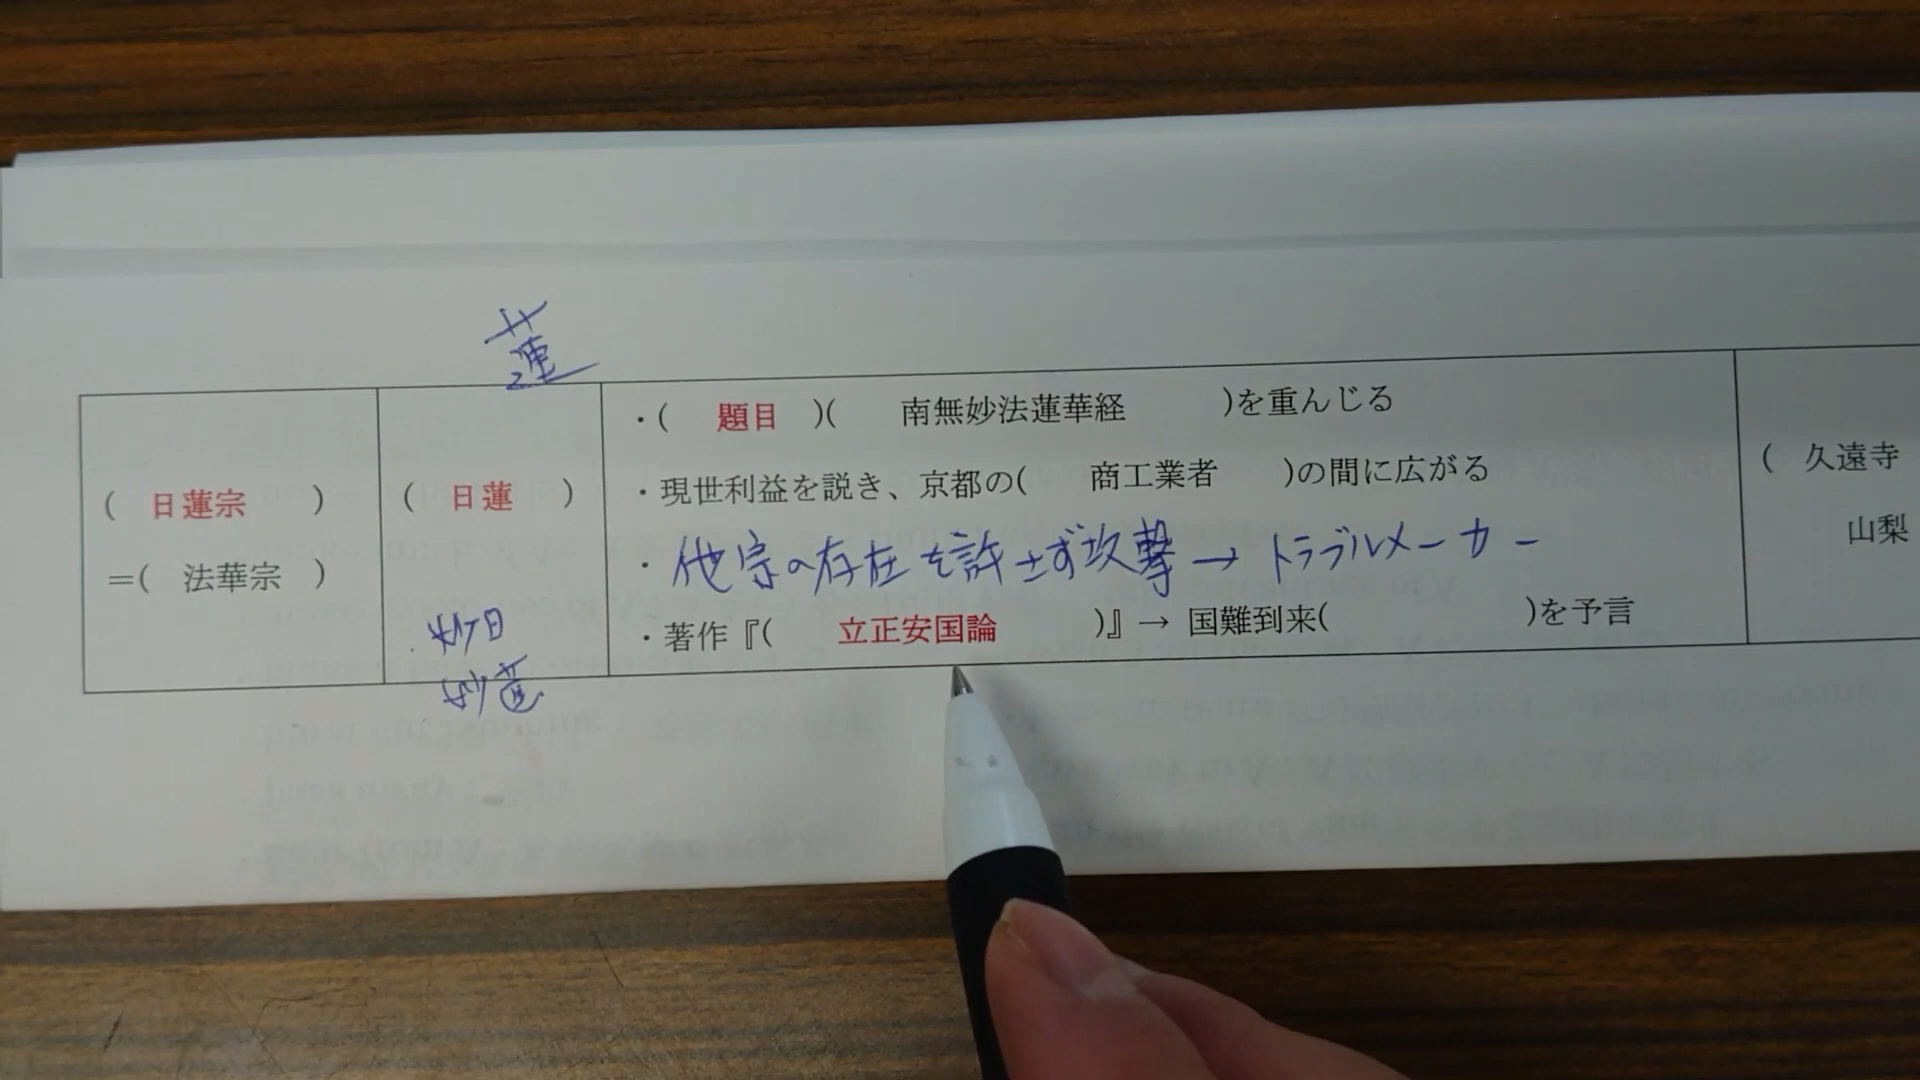 蓮
( 日蓮宗 )
=( 法華宗 )
( 日蓮 )
妙日
妙蓮
・( 題目 )( 南無妙法蓮華経 )を重んじる
・現世利益を説き、京都の( 商工業者 )の間に広がる
・他宗の存在を許さず攻撃→トラブルメーカー
・著作『( 立正安国論 )』→ 国難到来( )を予言
( 久遠寺
山梨